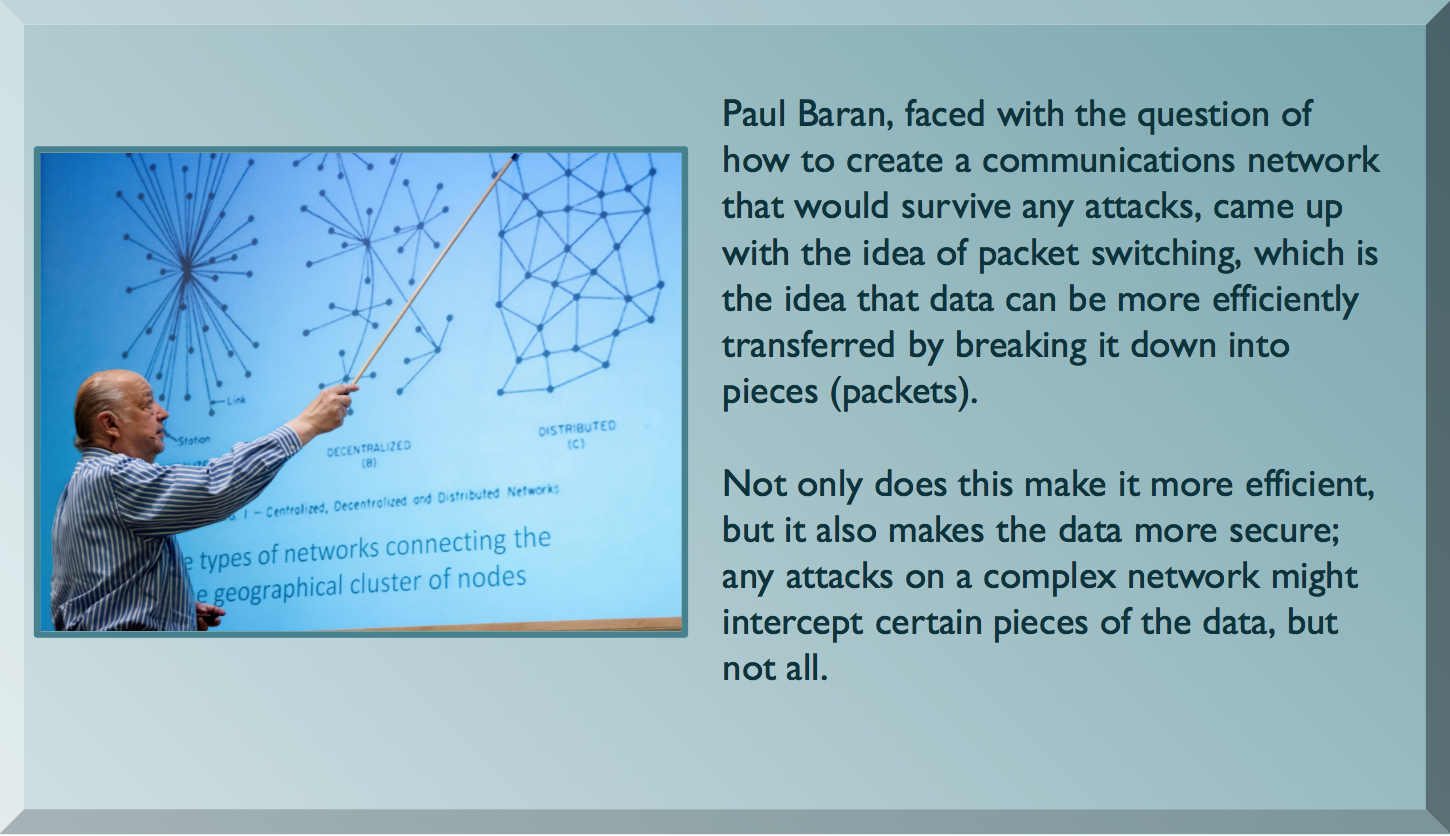 Link
Station
DECENTRALIZED
(B)
DISTRIBUTED
(C)
1 – Centralized, Decentralized and Distributed Networks
types of networks connecting the
geographical cluster of nodes
Paul Baran, faced with the question of
how to create a communications network
that would survive any attacks, came up
with the idea of packet switching, which is
the idea that data can be more efficiently
transferred by breaking it down into
pieces (packets).
Not only does this make it more efficient,
but it also makes the data more secure;
any attacks on a complex network might
intercept certain pieces of the data, but
not all.